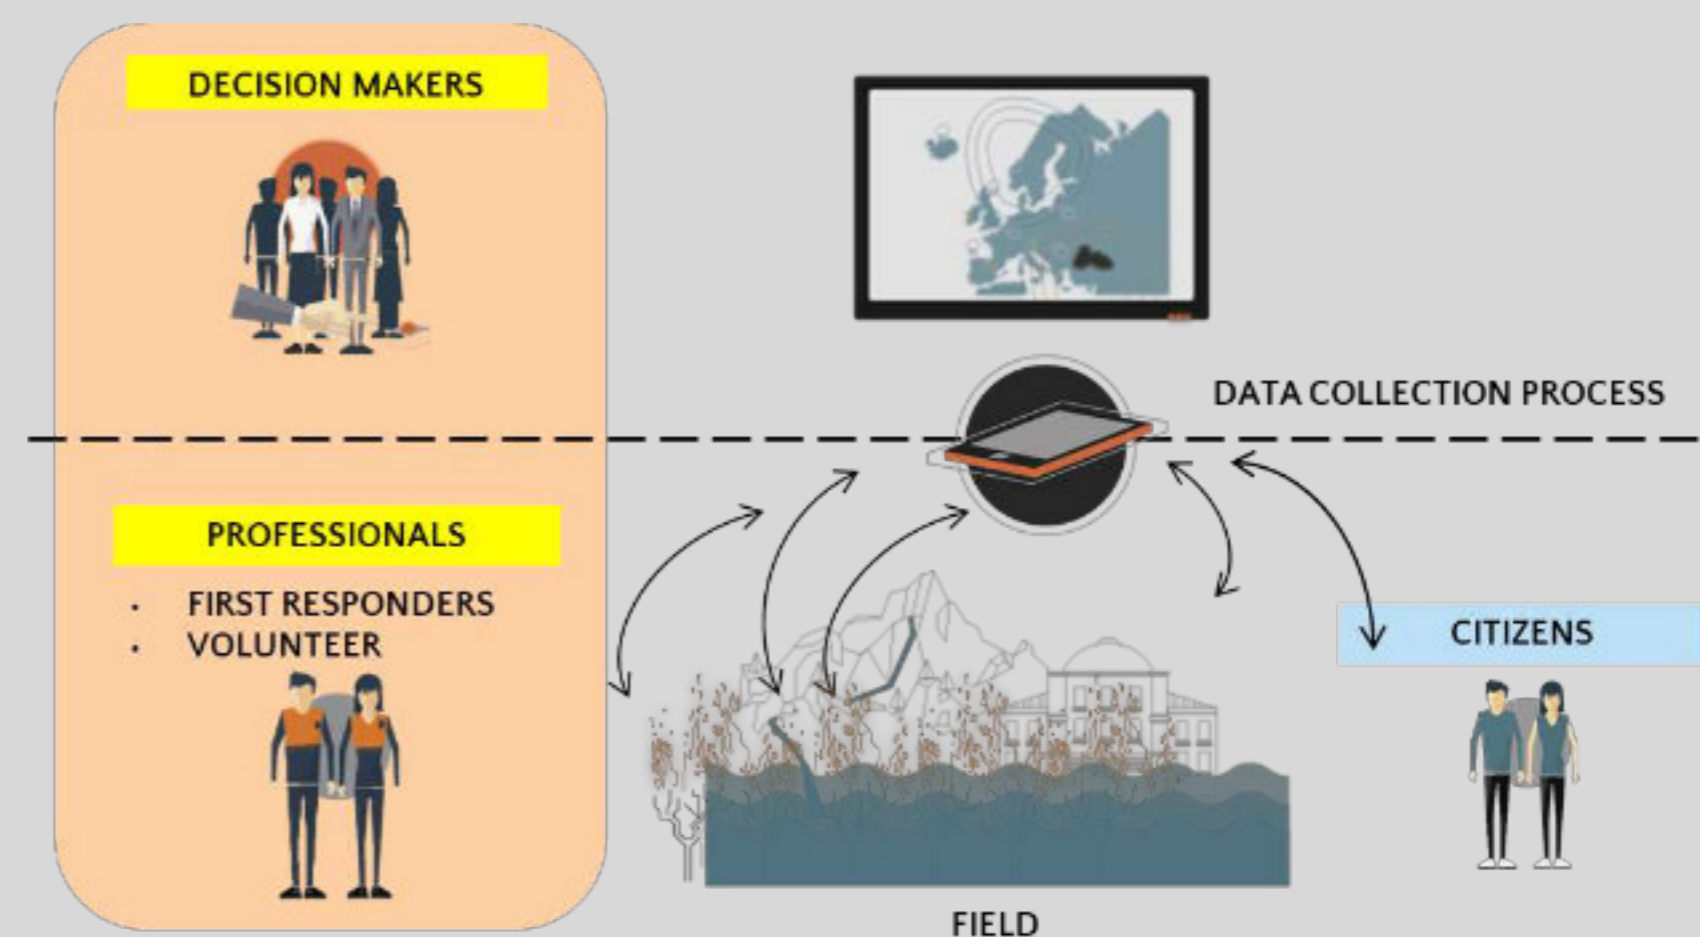 DECISION MAKERS
DATA COLLECTION PROCESS
PROFESSIONALS
· FIRST RESPONDERS
· VOLUNTEER
CITIZENS
FIELD